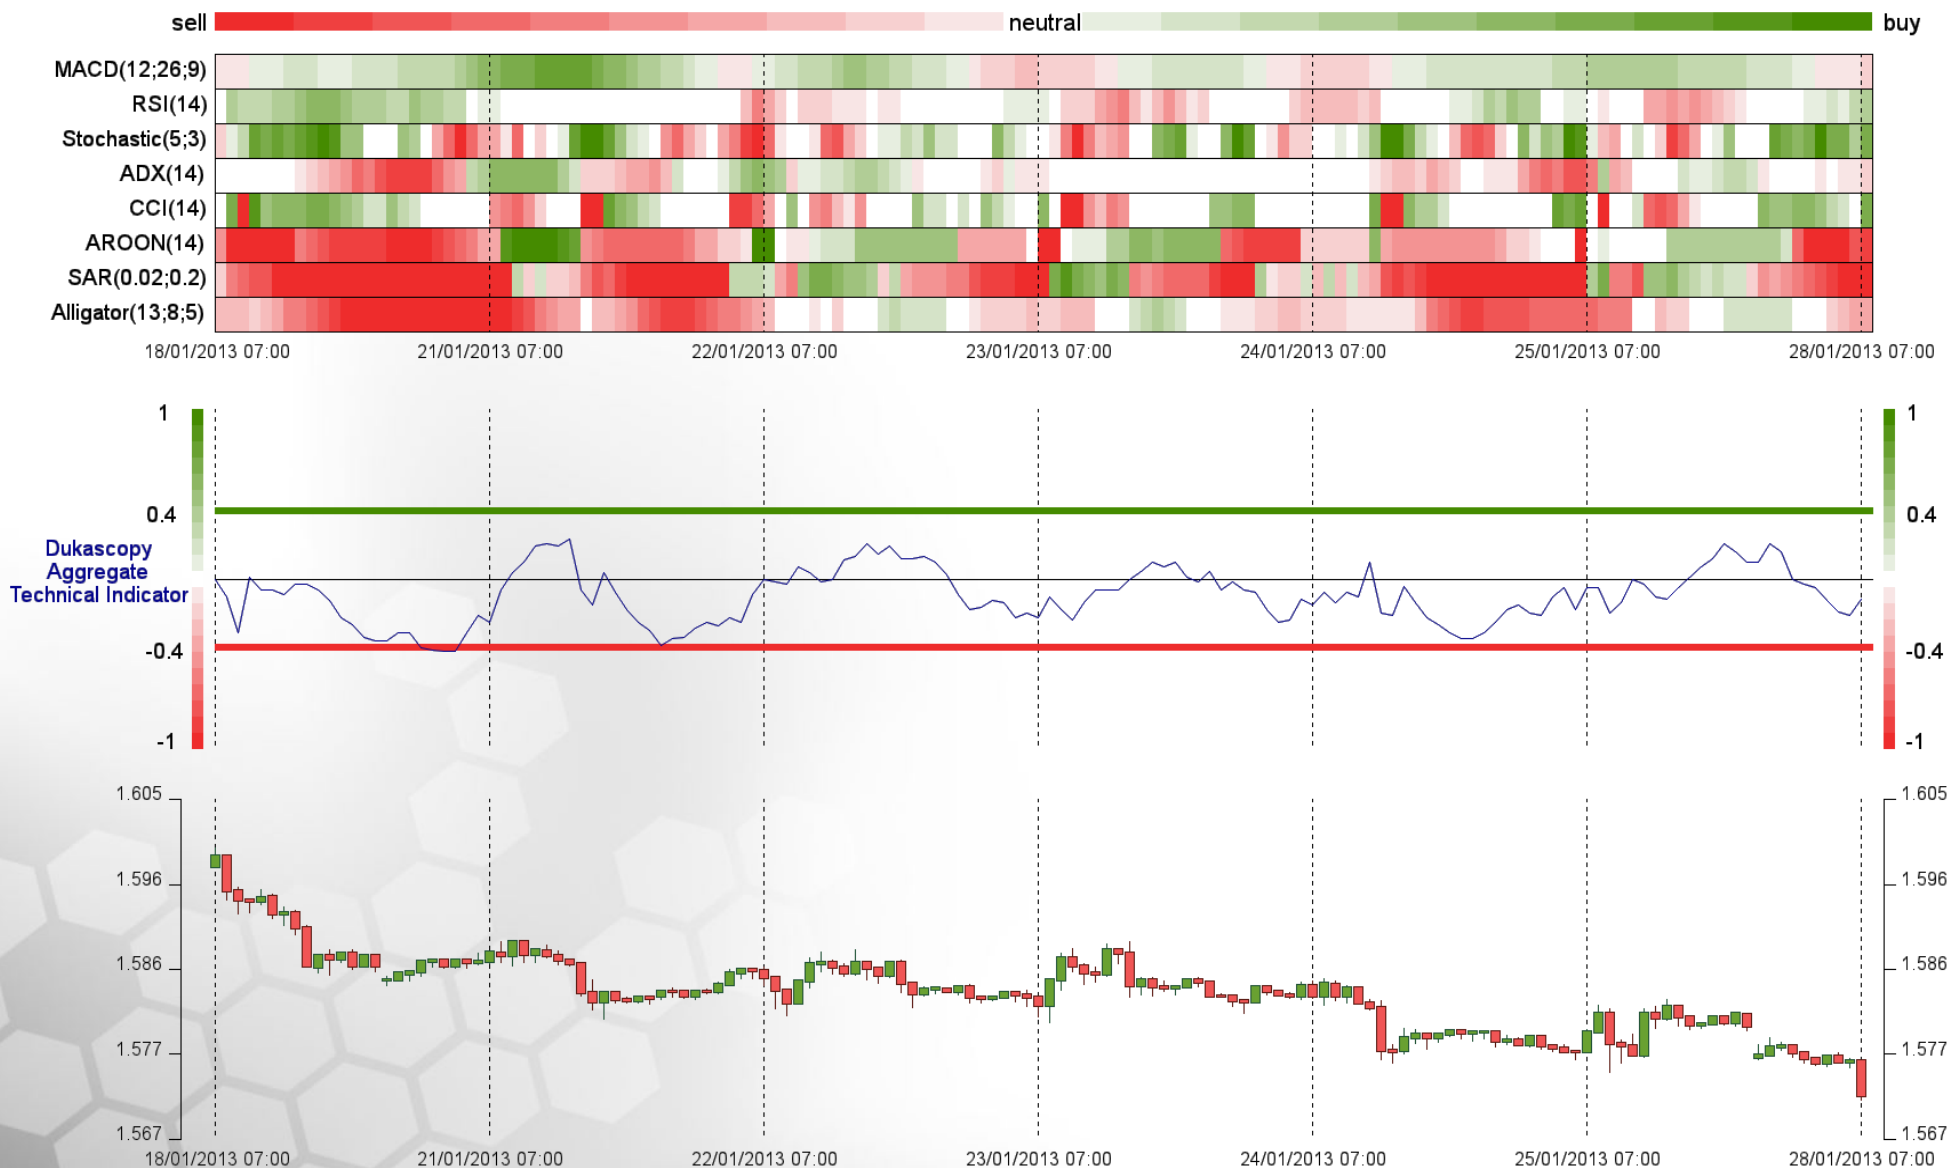 sell neutral buy
MACD(12;26;9)
RSI(14)
Stochastic(5;3)
ADX(14)
CCI(14)
AROON(14)
SAR(0.02;0.2)
Alligator(13;8;5)
18/01/2013 07:00 21/01/2013 07:00 22/01/2013 07:00 23/01/2013 07:00 24/01/2013 07:00 25/01/2013 07:00 28/01/2013 07:00
1 1
0.4 0.4
Dukascopy
Aggregate
Technical Indicator
-0.4 -0.4
-1 -1
1.605 1.605
1.596 1.596
1.586 1.586
1.577 1.577
1.567 1.567
18/01/2013 07:00 21/01/2013 07:00 22/01/2013 07:00 23/01/2013 07:00 24/01/2013 07:00 25/01/2013 07:00 28/01/2013 07:00